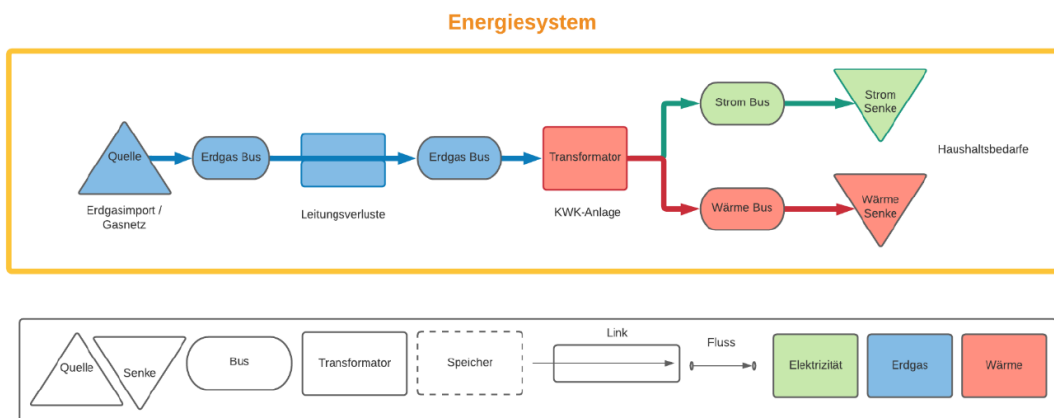 Energiesystem
Quelle
Erdgas Bus
Erdgas Bus
Transformator
Strom Bus
Strom
Senke
Wärme Bus
Wärme
Senke
Haushaltsbedarfe
Erdgasimport /
Gasnetz
Leitungsverluste
KWK-Anlage
Quelle
Senke
Bus
Transformator
Speicher
Link
Fluss
Elektrizität
Erdgas
Wärme